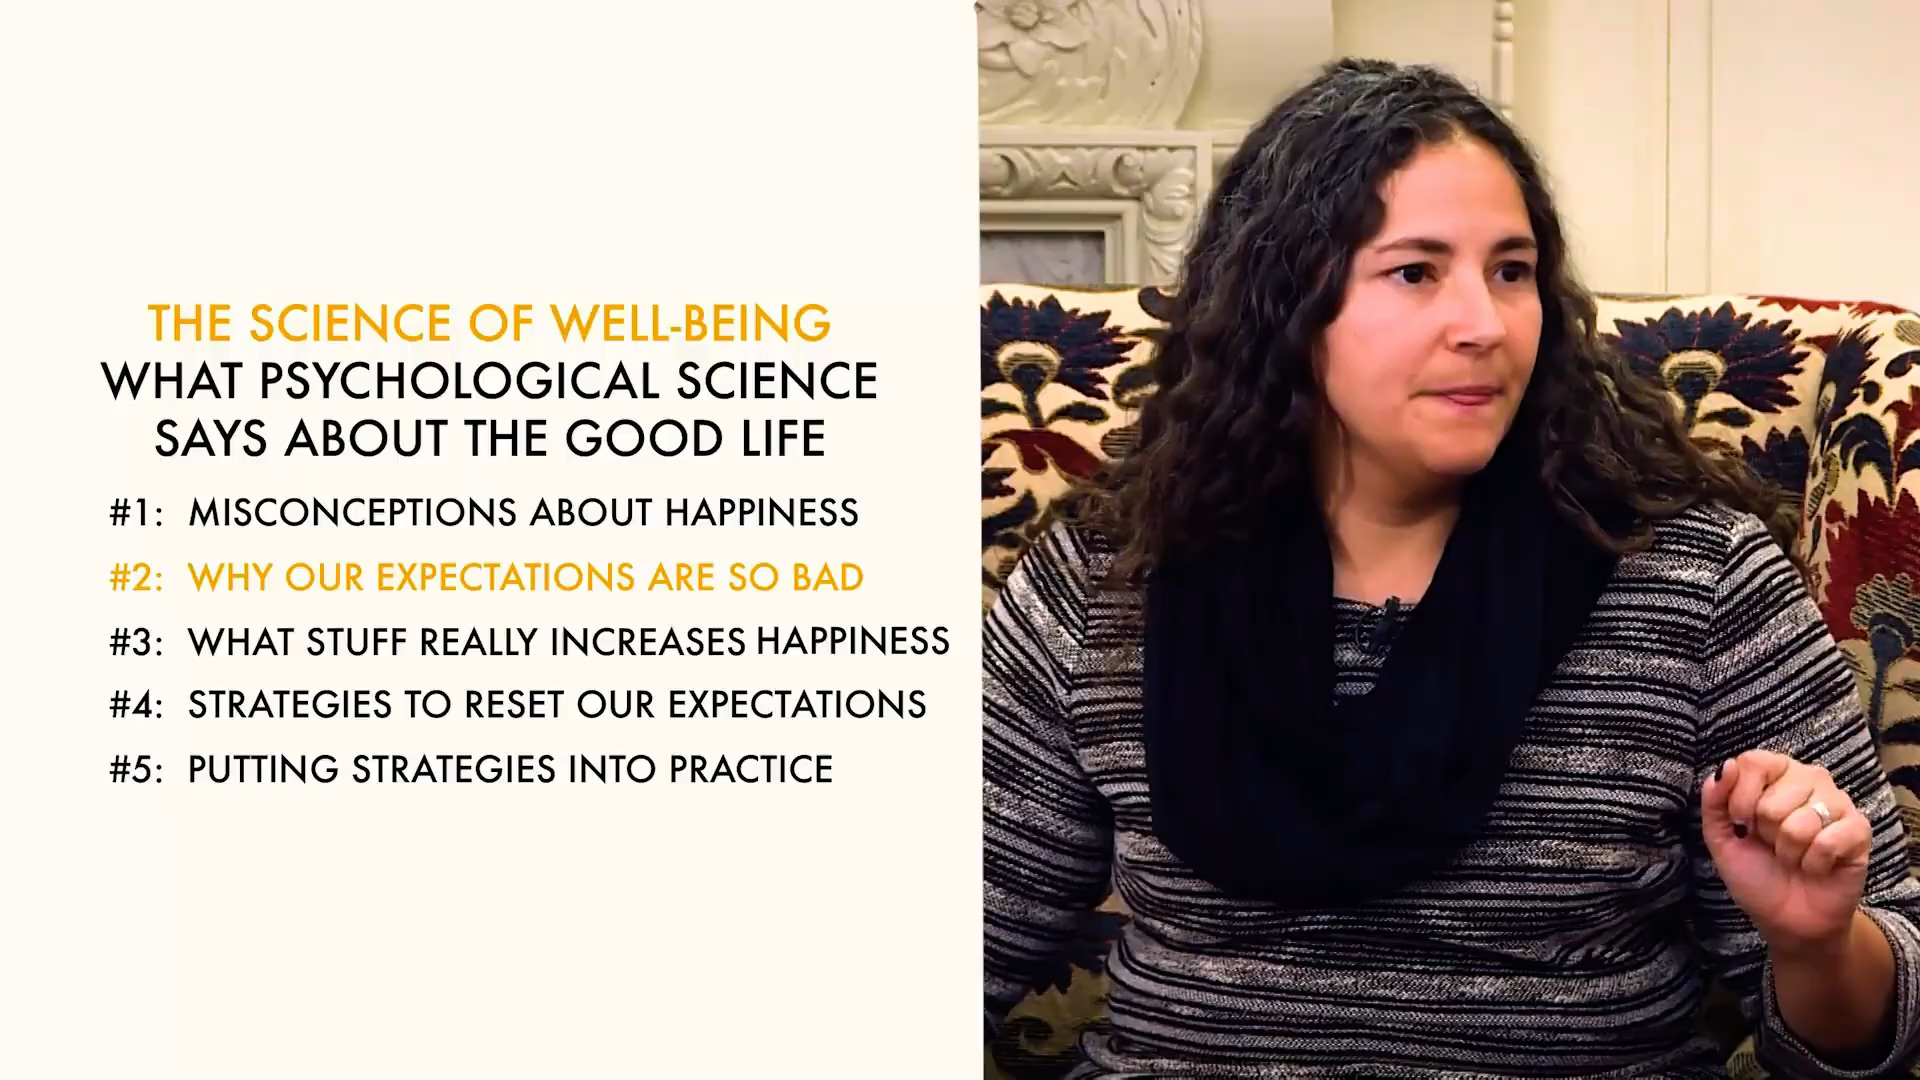 THE SCIENCE OF WELL-BEING
WHAT PSYCHOLOGICAL SCIENCE
SAYS ABOUT THE GOOD LIFE
#1: MISCONCEPTIONS ABOUT HAPPINESS
#2: WHY OUR EXPECTATIONS ARE SO BAD
#3: WHAT STUFF REALLY INCREASES HAPPINESS
#4: STRATEGIES TO RESET OUR EXPECTATIONS
#5: PUTTING STRATEGIES INTO PRACTICE